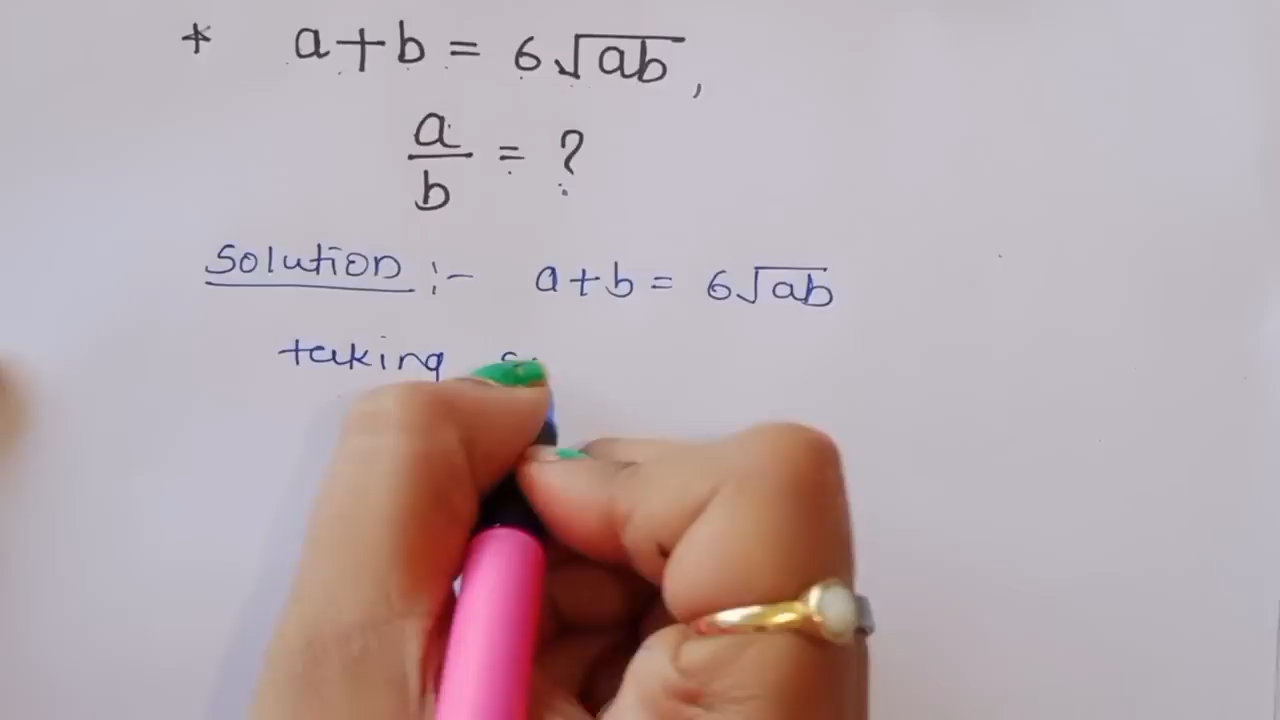 * a+b = 6√ab,
a/b = ?
Solution :- a+b = 6√ab
taking